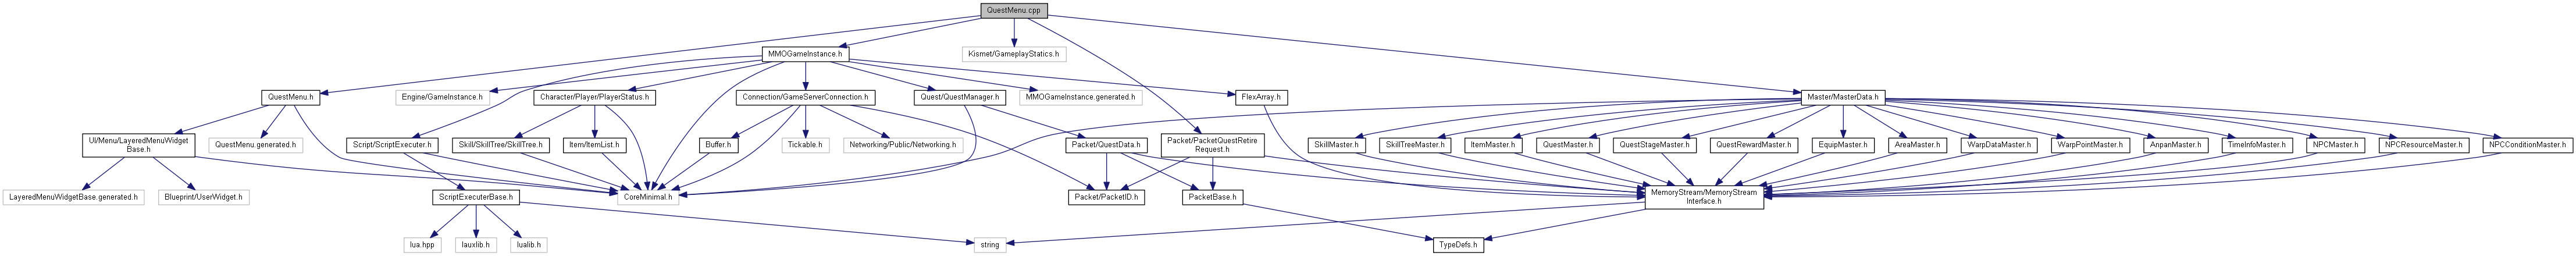 QuestMenu.cpp
MMOGameInstance.h
Kismet/GameplayStatics.h
QuestMenu.h
Engine/GameInstance.h
Character/Player/PlayerStatus.h
Connection/GameServerConnection.h
Quest/QuestManager.h
MMOGameInstance.generated.h
FlexArray.h
Master/MasterData.h
UI/Menu/LayeredMenuWidget
Base.h
QuestMenu.generated.h
Script/ScriptExecuter.h
Skill/SkillTree/SkillTree.h
Item/ItemList.h
Buffer.h
Tickable.h
Networking/Public/Networking.h
Packet/QuestData.h
Packet/PacketQuestRetire
Request.h
SkillMaster.h
SkillTreeMaster.h
ItemMaster.h
QuestMaster.h
QuestStageMaster.h
QuestRewardMaster.h
EquipMaster.h
AreaMaster.h
WarpDataMaster.h
WarpPointMaster.h
AnpanMaster.h
TimeInfoMaster.h
NPCMaster.h
NPCResourceMaster.h
NPCConditionMaster.h
LayeredMenuWidgetBase.generated.h
Blueprint/UserWidget.h
ScriptExecuterBase.h
CoreMinimal.h
Packet/PacketID.h
PacketBase.h
MemoryStream/MemoryStream
Interface.h
lua.hpp
lauxlib.h
lualib.h
string
TypeDefs.h